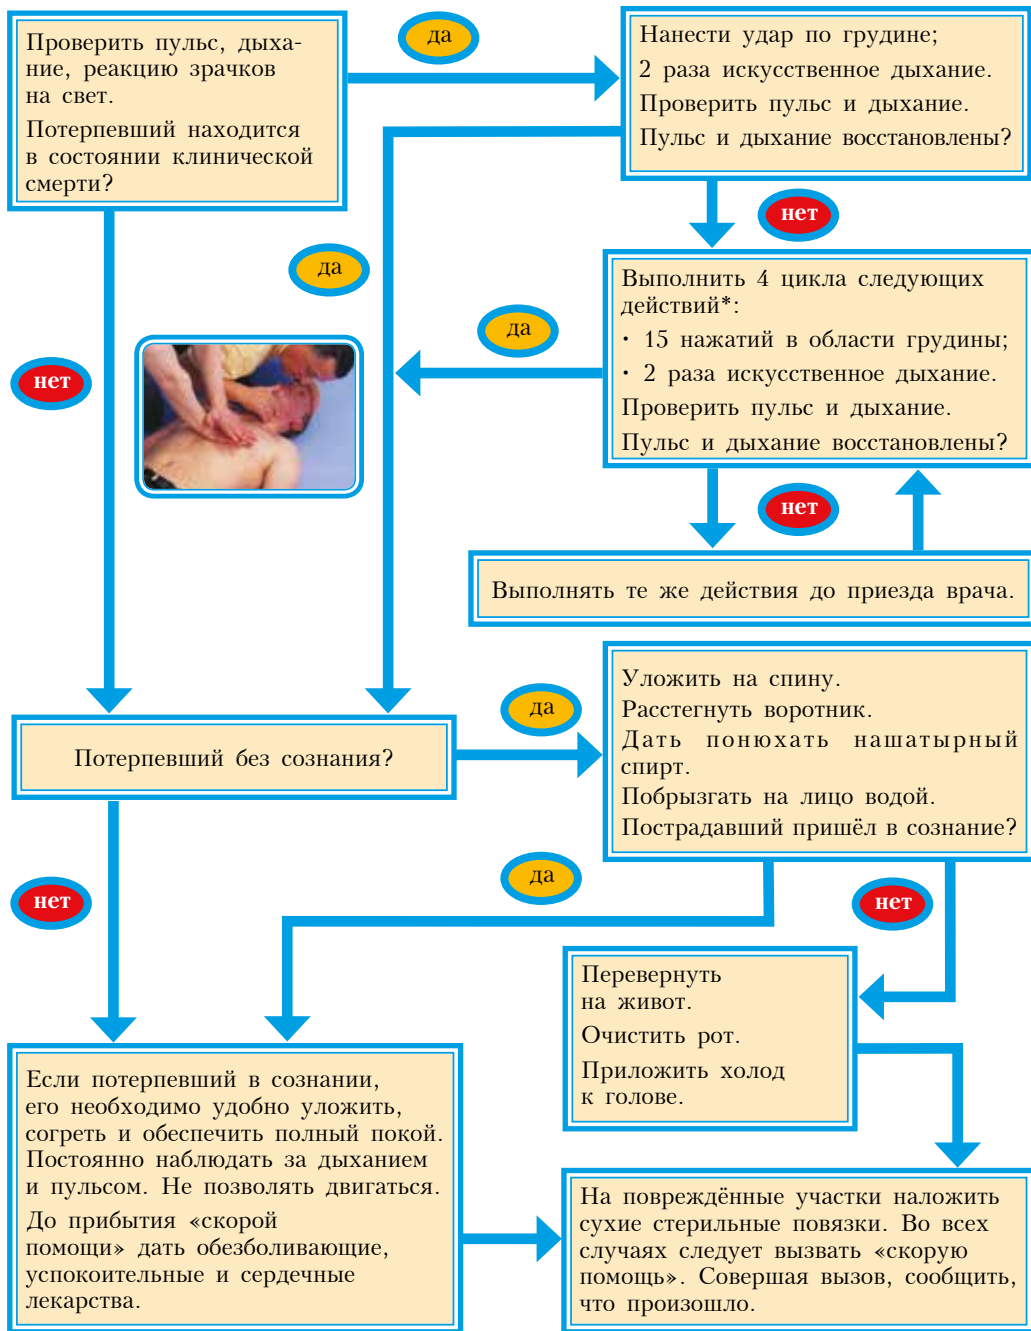 Проверить пульс, дыха-
ние, реакцию зрачков
на свет.
Потерпевший находится
в состоянии клинической
смерти?
да
Нанести удар по грудине;
2 раза искусственное дыхание.
Проверить пульс и дыхание.
Пульс и дыхание восстановлены?
нет
да
Выполнить 4 цикла следующих
действий*:
· 15 нажатий в области грудины;
· 2 раза искусственное дыхание.
Проверить пульс и дыхание.
Пульс и дыхание восстановлены?
да
нет
нет
Выполнять те же действия до приезда врача.
Потерпевший без сознания?
да
Уложить на спину.
Расстегнуть воротник.
Дать понюхать нашатырный
спирт.
Побрызгать на лицо водой.
Пострадавший пришёл в сознание?
нет
да
нет
Перевернуть
на живот.
Очистить рот.
Приложить холод
к голове.
Если потерпевший в сознании,
его необходимо удобно уложить,
согреть и обеспечить полный покой.
Постоянно наблюдать за дыханием
и пульсом. Не позволять двигаться.
До прибытия «скорой
помощи» дать обезболивающие,
успокоительные и сердечные
лекарства.
На повреждённые участки наложить
сухие стерильные повязки. Во всех
случаях следует вызвать «скорую
помощь». Совершая вызов, сообщить,
что произошло.